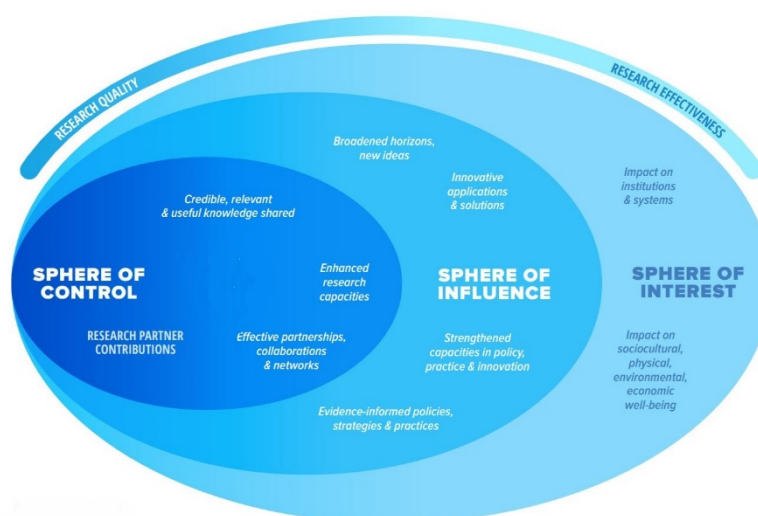 RESEARCH QUALITY
RESEARCH EFFECTIVENESS
Broadened horizons,
new ideas
Innovative
applications
& solutions
Impact on
institutions
& systems
Credible, relevant
& useful knowledge shared
SPHERE OF
CONTROL
Enhanced
research
capacities
SPHERE OF
INFLUENCE
SPHERE OF
INTEREST
RESEARCH PARTNER
CONTRIBUTIONS
Effective partnerships,
collaborations
& networks
Strengthened
capacities in policy,
practice & innovation
Impact on
sociocultural,
physical,
environmental,
economic
well-being
Evidence-informed policies,
strategies & practices